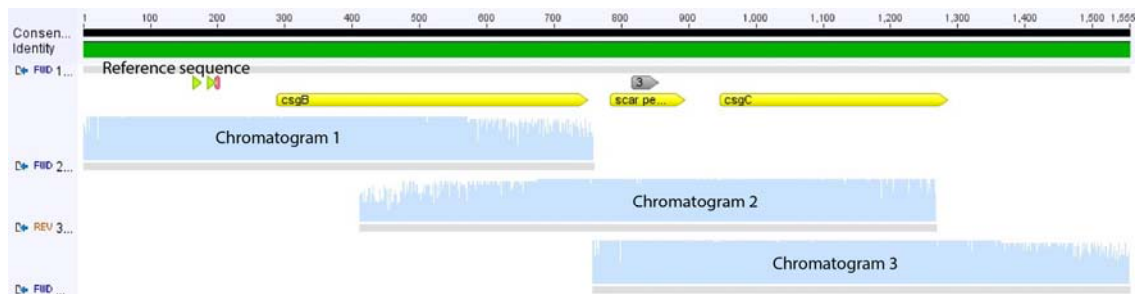 1 100 200 300 400 500 600 700 800 900 1,000 1,100 1,200 1,300 1,400 1,500 1,565
Consen...
Identity
FWD 1...
Reference sequence
3
csgB scar pe... csgC
Chromatogram 1
FWD 2...
Chromatogram 2
REV 3...
Chromatogram 3
FWD ...